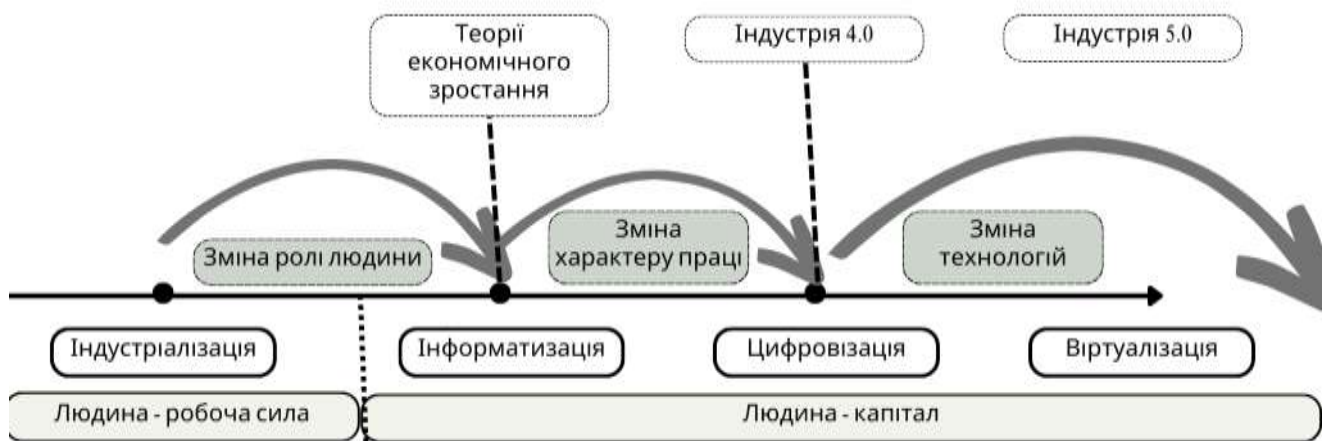 Теорії
економічного
зростання
Індустрія 4.0
Індустрія 5.0
Зміна ролі людини
Зміна
характеру праці
Зміна
технологій
Індустріалізація
Інформатизація
Цифровізація
Віртуалізація
Людина - робоча сила
Людина - капітал